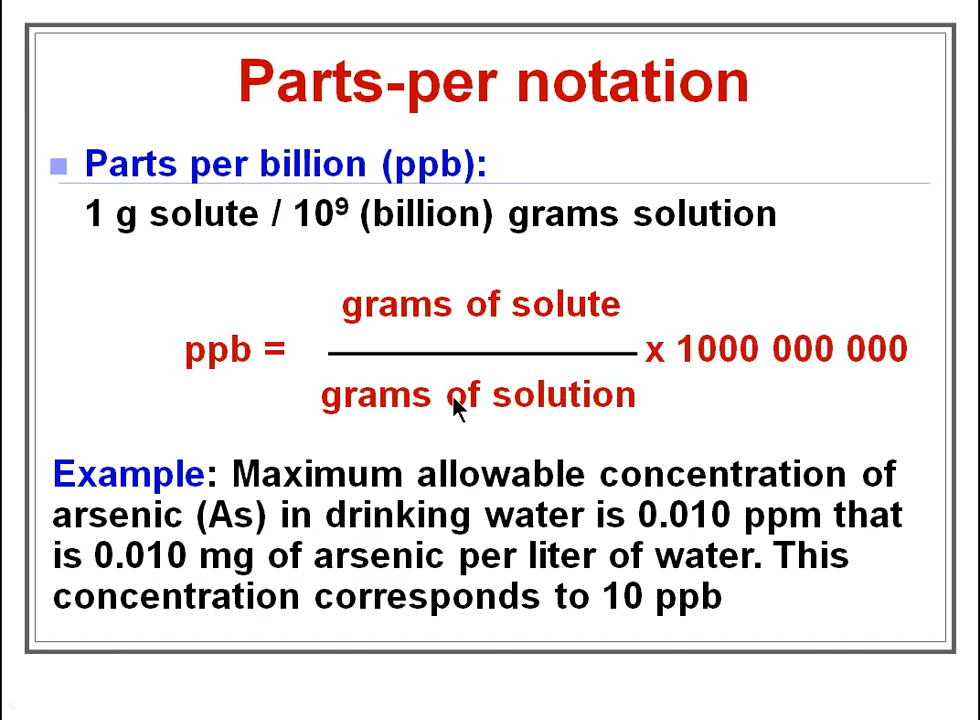 Parts-per notation
Parts per billion (ppb):
1 g solute / 10⁹ (billion) grams solution
grams of solute
ppb = x 1000 000 000
grams of solution
Example: Maximum allowable concentration of
arsenic (As) in drinking water is 0.010 ppm that
is 0.010 mg of arsenic per liter of water. This
concentration corresponds to 10 ppb